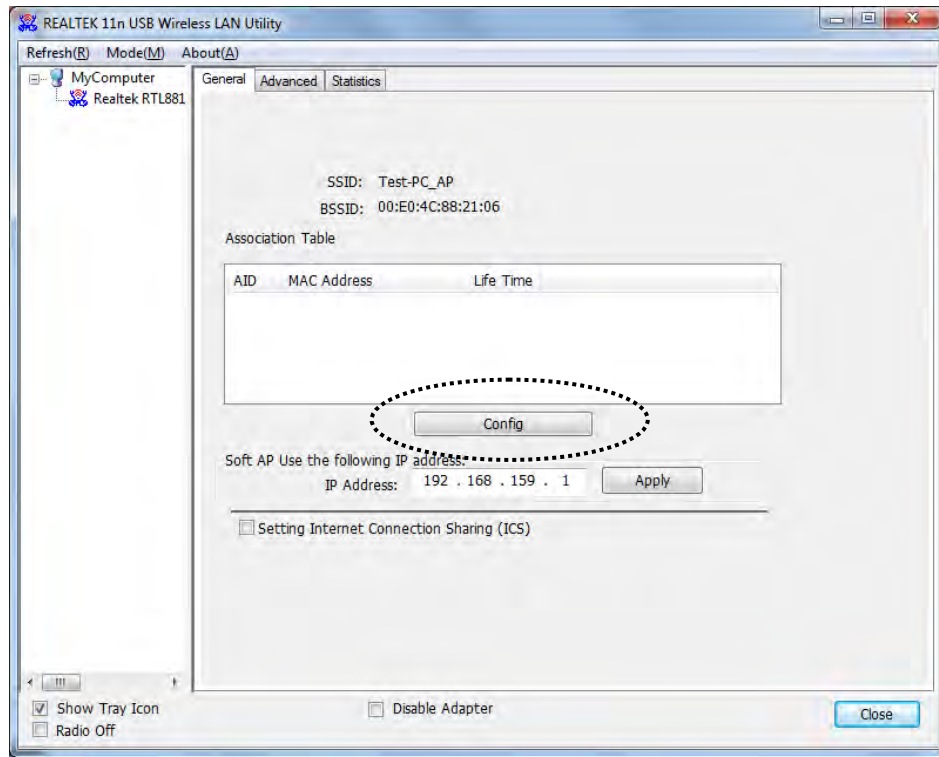 REALTEK 11n USB Wireless LAN Utility
Refresh(R) Mode(M) About(A)
MyComputer
Realtek RTL881
General Advanced Statistics
SSID: Test-PC_AP
BSSID: 00:E0:4C:88:21:06
Association Table
AID MAC Address Life Time
Config
Soft AP Use the following IP address:
IP Address: 192 . 168 . 159 . 1 Apply
Setting Internet Connection Sharing (ICS)
Show Tray Icon Disable Adapter Close
Radio Off